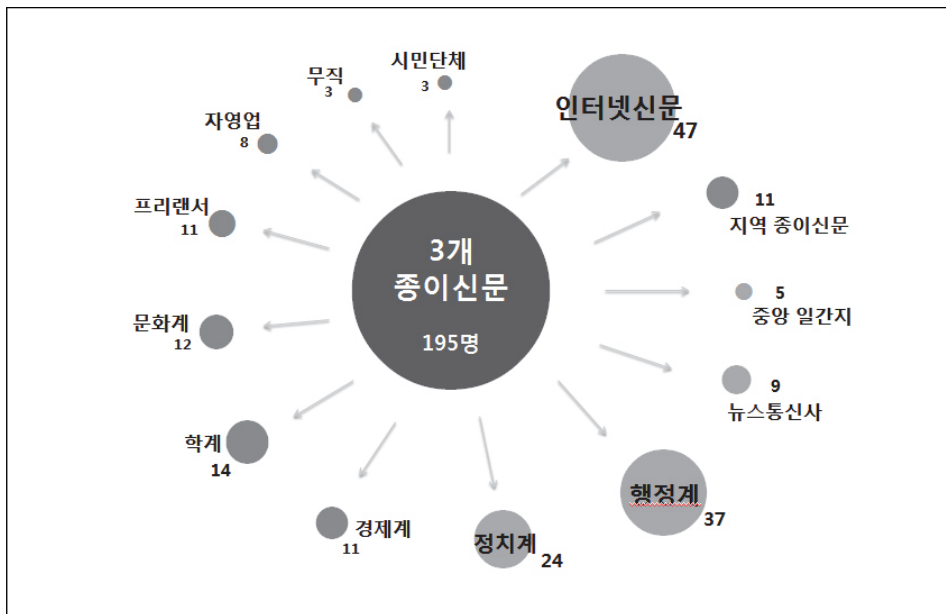 시민단체
3
무직
3
자영업
8
프리랜서
11
문화계
12
학계
14
경제계
11
정치계
24
행정계
37
9
뉴스통신사
5
중앙 일간지
11
지역 종이신문
인터넷신문
47
3개
종이신문
195명